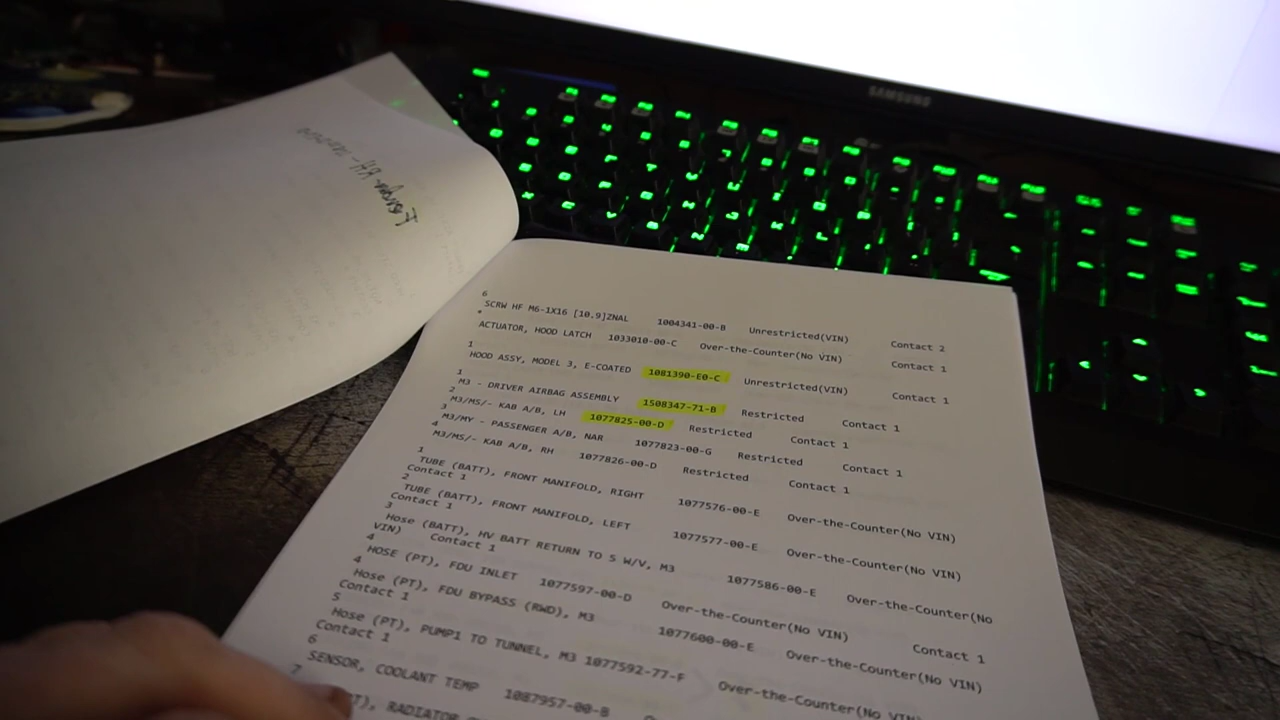 SAMSUNG
6
SCRW HF M6-1X16 [10.9]ZNAL 1004341-00-B Unrestricted(VIN) Contact 2
*
ACTUATOR, HOOD LATCH 1033010-00-C Over-the-Counter(No VIN) Contact 1
1
HOOD ASSY, MODEL 3, E-COATED 1081390-E0-C Unrestricted(VIN) Contact 1
1
M3 - DRIVER AIRBAG ASSEMBLY 1508347-71-B Restricted Contact 1
2
M3/MS/- KAB A/B, LH 1077825-00-D Restricted Contact 1
3
M3/MY - PASSENGER A/B, NAR 1077823-00-G Restricted Contact 1
4
M3/MS/- KAB A/B, RH 1077826-00-D Restricted Contact 1
1
TUBE (BATT), FRONT MANIFOLD, RIGHT 1077576-00-E Over-the-Counter(No VIN)
Contact 1
2
TUBE (BATT), FRONT MANIFOLD, LEFT 1077577-00-E Over-the-Counter(No VIN)
Contact 1
3
Hose (BATT), HV BATT RETURN TO 5 W/V, M3 1077586-00-E Over-the-Counter(No
VIN) Contact 1
4
HOSE (PT), FDU INLET 1077597-00-D Over-the-Counter(No VIN) Contact 1
4
Hose (PT), FDU BYPASS (RWD), M3 1077600-00-E Over-the-Counter(No VIN)
Contact 1
5
Hose (PT), PUMP1 TO TUNNEL, M3 1077592-77-F Over-the-Counter(No VIN)
Contact 1
6
SENSOR, COOLANT TEMP 1087957-00-B
7
RADIATOR